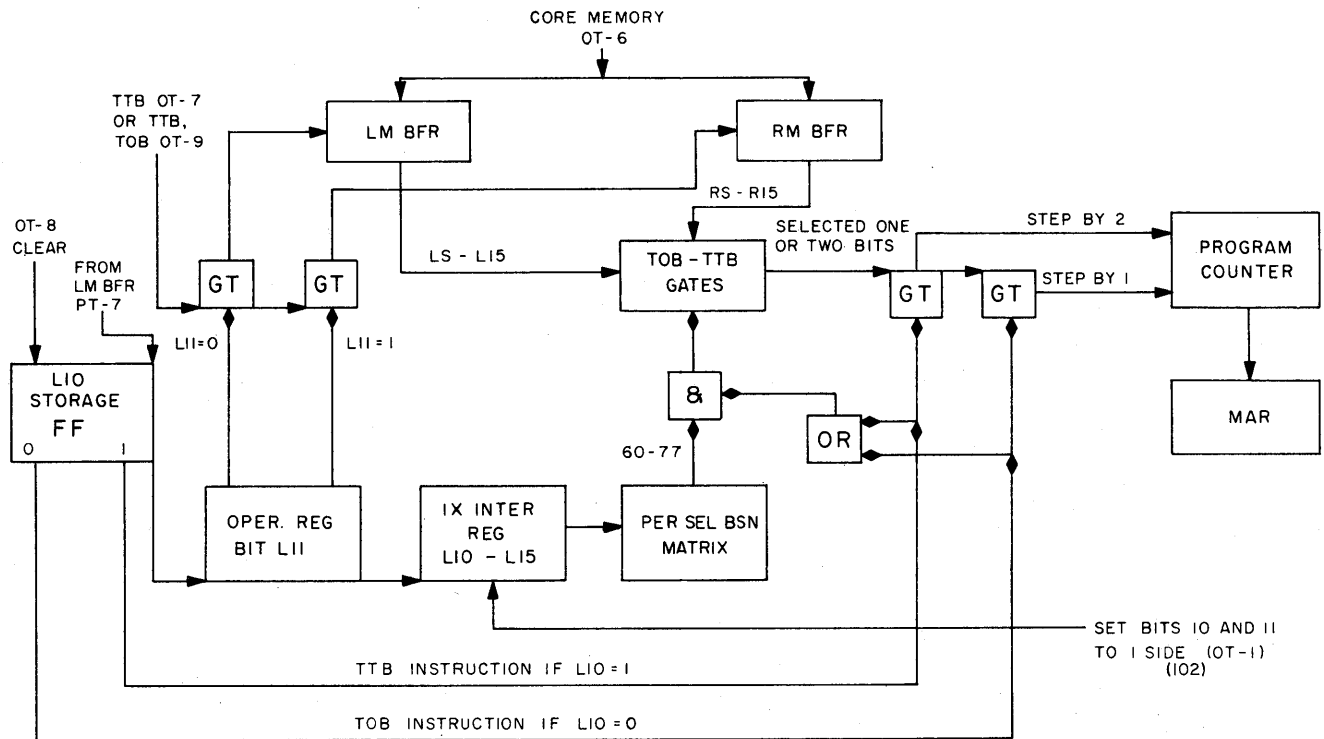 CORE MEMORY
OT-6
TTB OT-7
OR TTB,
TOB OT-9
LM BFR
RM BFR
OT-8
CLEAR
FROM
LM BFR
PT-7
GT
GT
LS - L15
RS - R15
TOB - TTB
GATES
SELECTED ONE
OR TWO BITS
GT
GT
STEP BY 2
STEP BY 1
PROGRAM
COUNTER
MAR
L11=0
L11=1
L10
STORAGE
FF
0 1
&
OR
60-77
OPER. REG
BIT L11
IX INTER
REG
L10 - L15
PER SEL BSN
MATRIX
SET BITS 10 AND 11
TO 1 SIDE (OT-1)
(102)
TTB INSTRUCTION IF L10=1
TOB INSTRUCTION IF L10=0